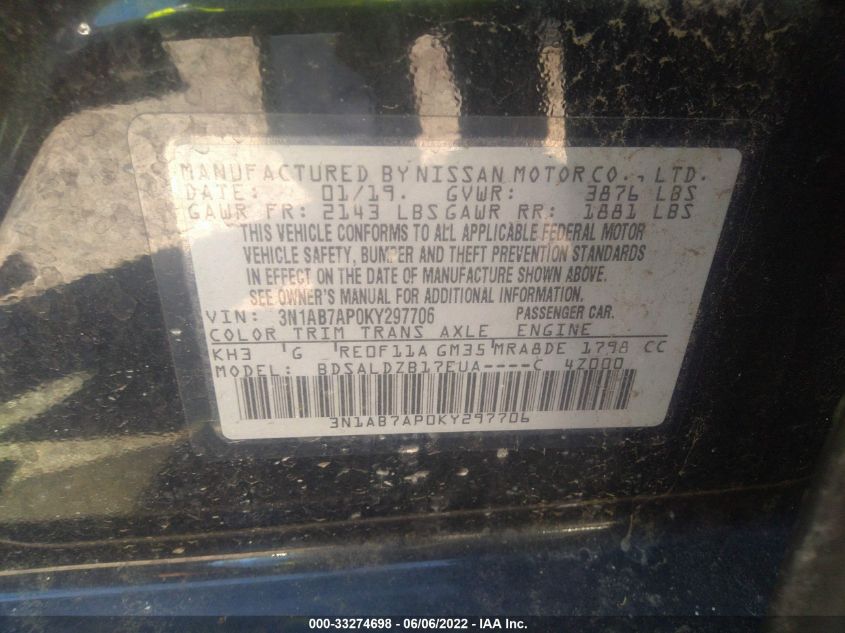 MANUFACTURED BY NISSAN MOTOR CO., LTD.
DATE: 01/19. GVWR: 3876 LBS
GAWR FR: 2143 LBS GAWR RR: 1881 LBS
THIS VEHICLE CONFORMS TO ALL APPLICABLE FEDERAL MOTOR
VEHICLE SAFETY, BUMPER AND THEFT PREVENTION STANDARDS
IN EFFECT ON THE DATE OF MANUFACTURE SHOWN ABOVE.
SEE OWNER'S MANUAL FOR ADDITIONAL INFORMATION.
VIN: 3N1AB7AP0KY297706 PASSENGER CAR.
COLOR TRIM TRANS AXLE ENGINE
KH3 G RE0F11A GM35 MRA8DE 1798 CC
MODEL: BDSALDZB17EUA----C 4Z000
3N1AB7AP0KY297706
000-33274698 - 06/06/2022 - IAA Inc.